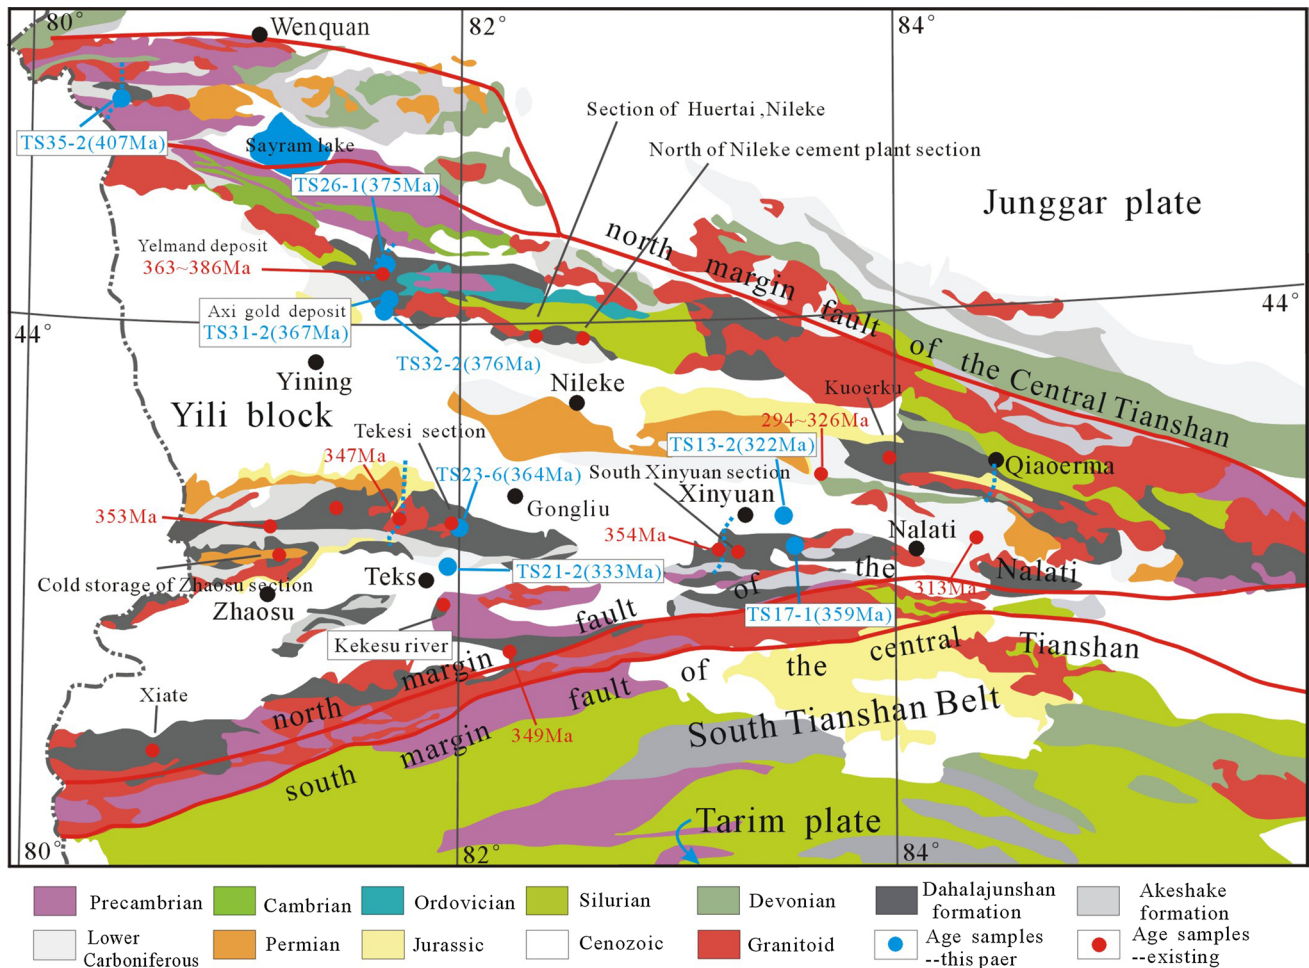 80°
82°
84°
Wenquan
Section of Huertai ,Nileke
TS35-2(407Ma)
Sayram lake
North of Nileke cement plant section
TS26-1(375Ma)
Junggar plate
Yelmand deposit
363~386Ma
north margin fault of the Central Tianshan
Axi gold deposit
TS31-2(367Ma)
44°
44°
TS32-2(376Ma)
Yining
Nileke
Kuoerku
Yili block
Tekesi section
294~326Ma
TS13-2(322Ma)
347Ma
TS23-6(364Ma)
South Xinyuan section
Qiaoerma
Xinyuan
Gongliu
353Ma
354Ma
Nalati
Cold storage of Zhaosu section
Teks
TS21-2(333Ma)
Nalati
313Ma
Zhaosu
TS17-1(359Ma)
Kekesu river
north margin fault of the
Xiate
south margin fault of the central Tianshan
349Ma
South Tianshan Belt
Tarim plate
80°
82°
84°
Precambrian
Cambrian
Ordovician
Silurian
Devonian
Dahalajunshan
formation
Akeshake
formation
Lower
Carboniferous
Permian
Jurassic
Cenozoic
Granitoid
Age samples
--this paer
Age samples
--existing